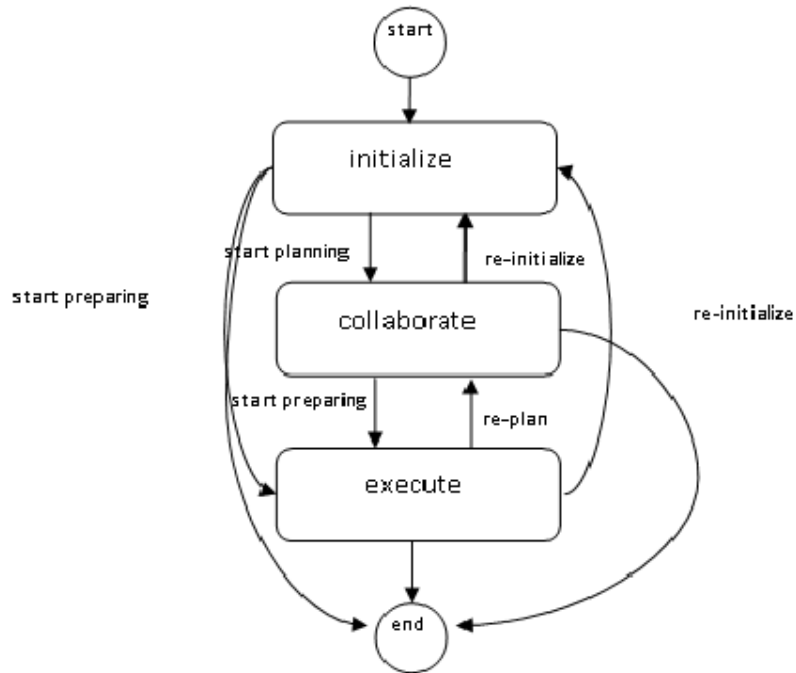 start
initialize
start planning
re-initialize
start preparing
re-initialize
collaborate
start preparing
re-plan
execute
end